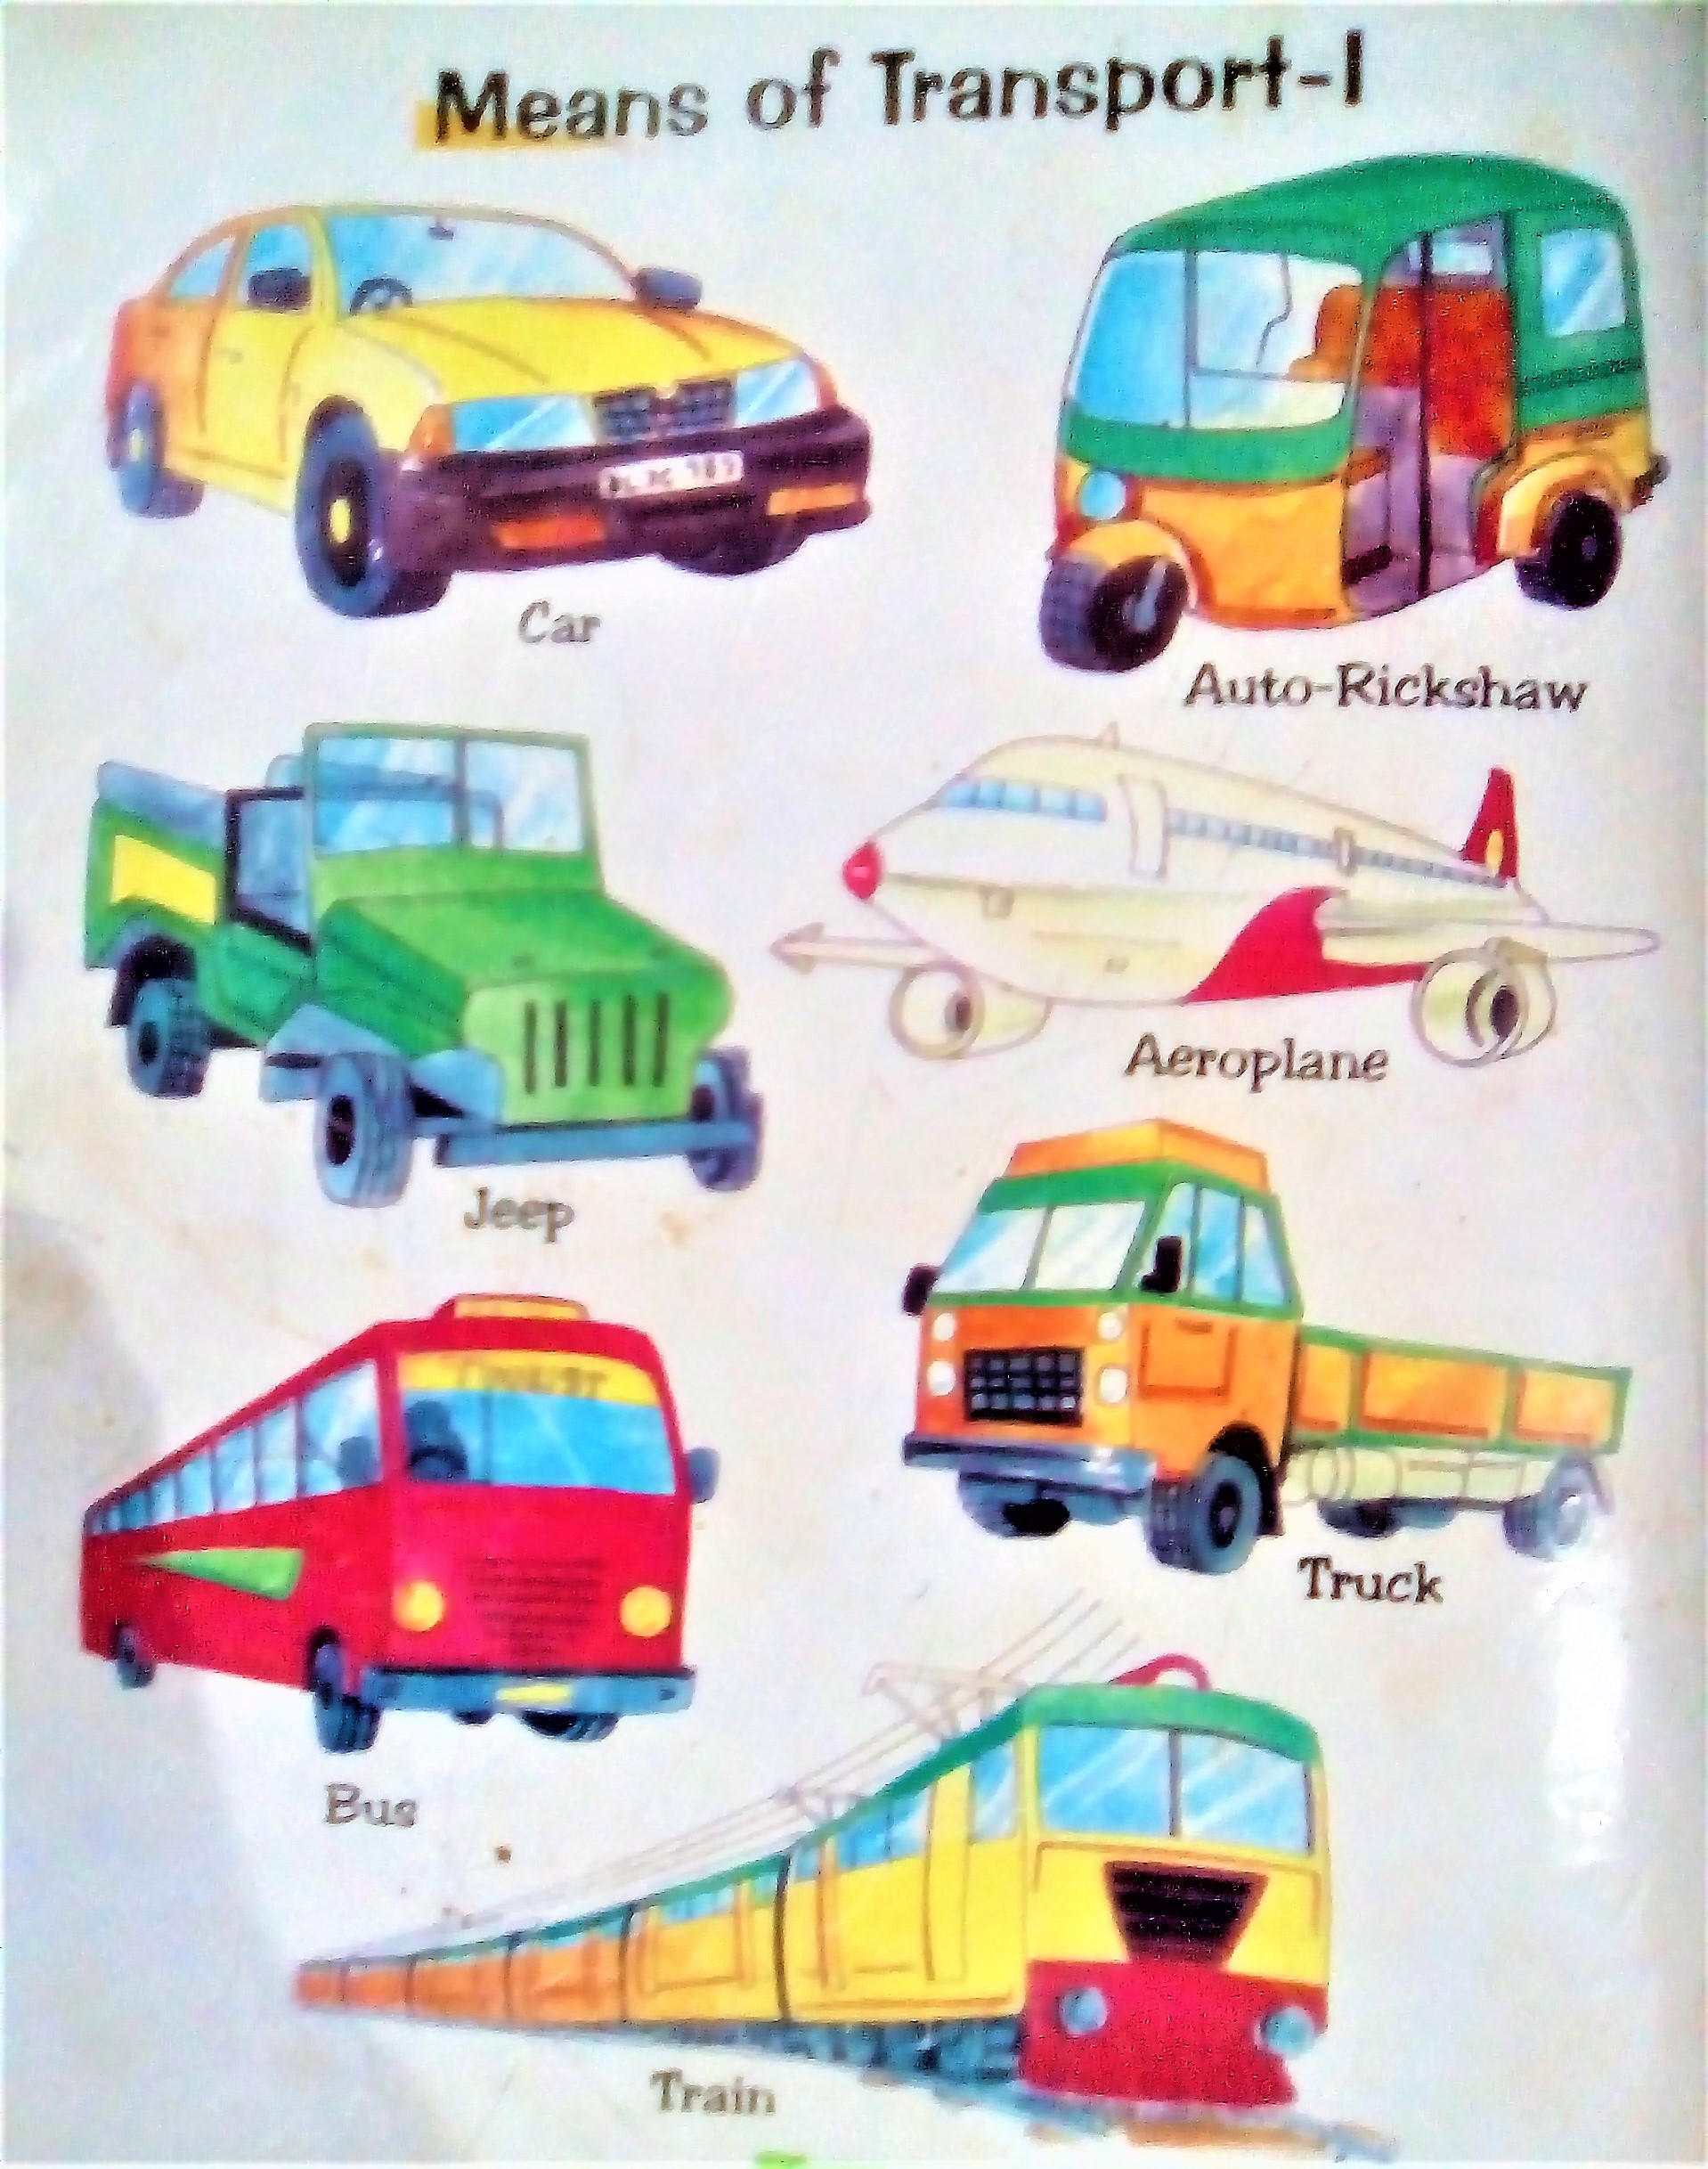 Means of Transport-I
Car
Auto-Rickshaw
Jeep
Aeroplane
Truck
Bus
Train